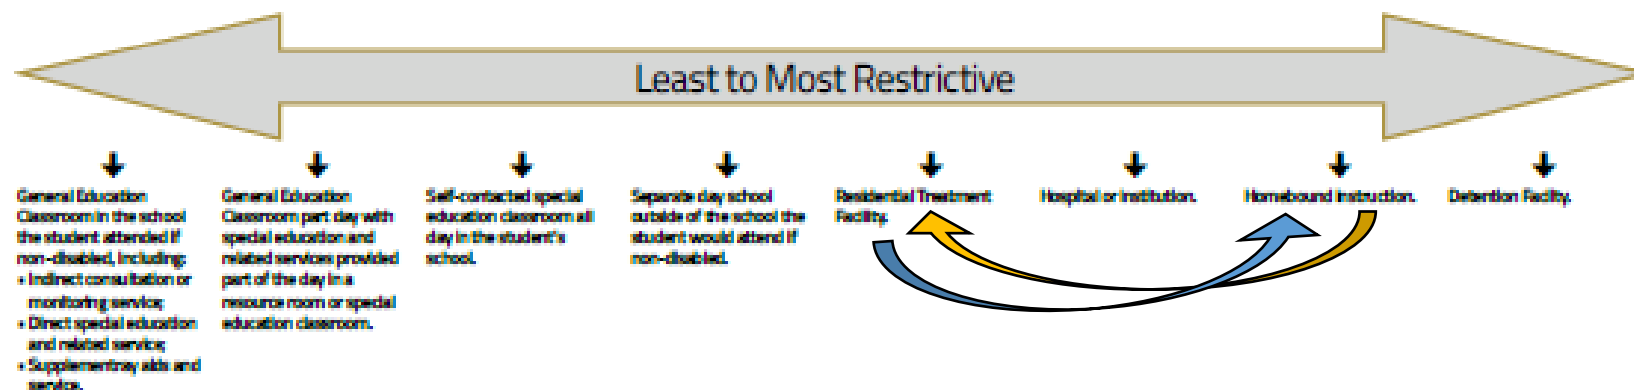 Least to Most Restrictive
General Education
Classroom in the school
the student attended if
non-disabled, including:
• Indirect consultation or
monitoring service;
• Direct special education
and related service;
• Supplementray aids and
service.
General Education
Classroom part day with
special education and
related services provided
part of the day in a
resource room or special
education classroom.
Self-contacted special
education classroom all
day in the student's
school.
Separate day school
outside of the school the
student would attend if
non-disabled.
Residential Treatment
Facility.
Hospital or Institution.
Homebound Instruction.
Detention Facility.